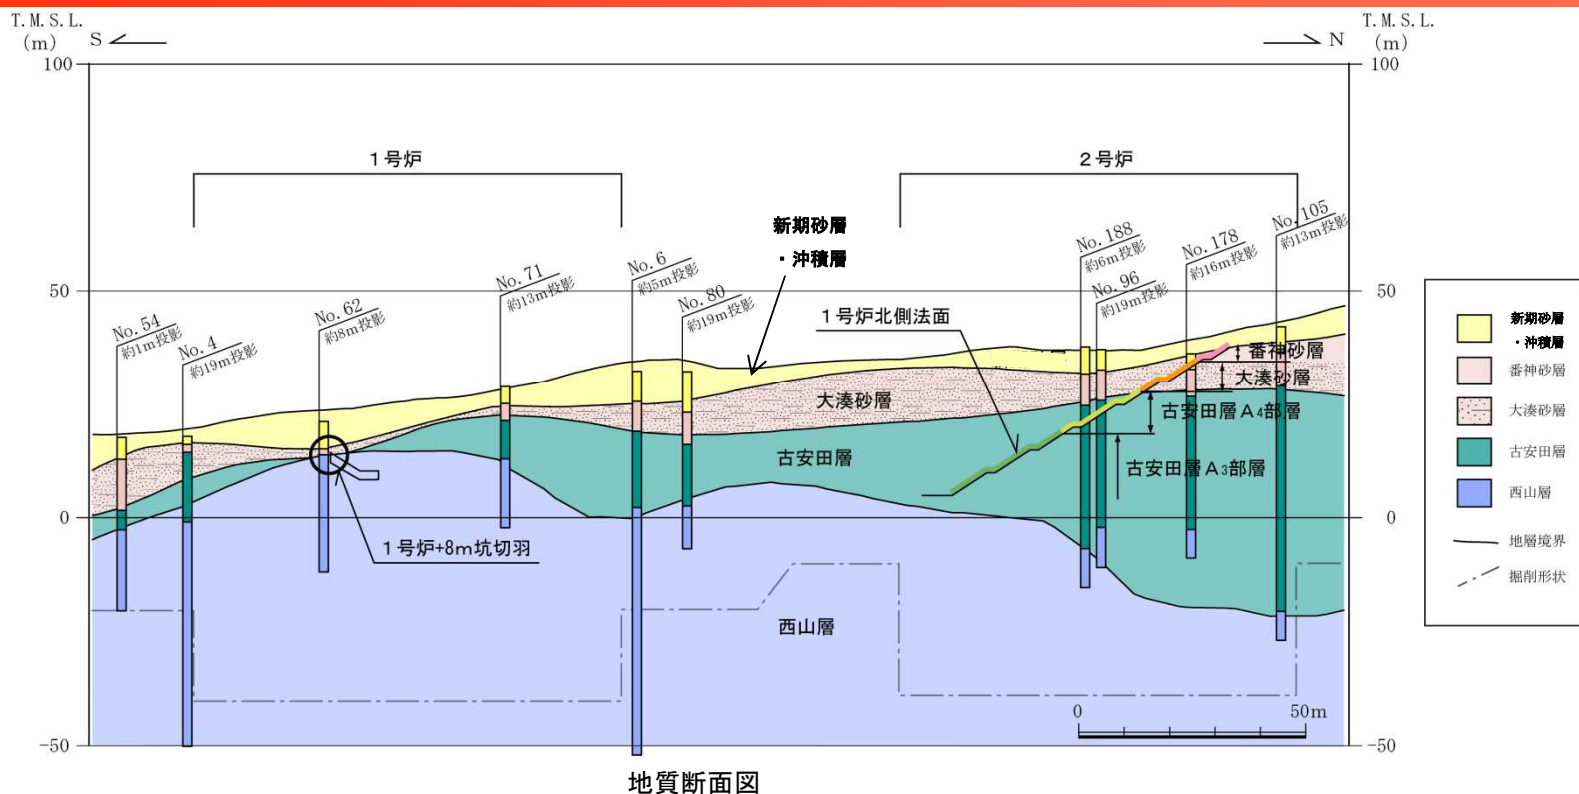 T.M.S.L.
(m)
S
T.M.S.L.
(m)
N
100
100
1号炉
2号炉
新期砂層
・沖積層
No.54
約1m投影
No.4
約19m投影
No.62
約8m投影
No.71
約13m投影
No.6
約5m投影
No.80
約19m投影
No.188
約6m投影
No.96
約19m投影
No.178
約16m投影
No.105
約13m投影
50
50
1号炉北側法面
番神砂層
大湊砂層
大湊砂層
古安田層A4部層
古安田層
古安田層A3部層
0
0
1号炉+8m坑切羽
西山層
0
50m
-50
-50
新期砂層
・沖積層
番神砂層
大湊砂層
古安田層
西山層
地層境界
掘削形状
地質断面図